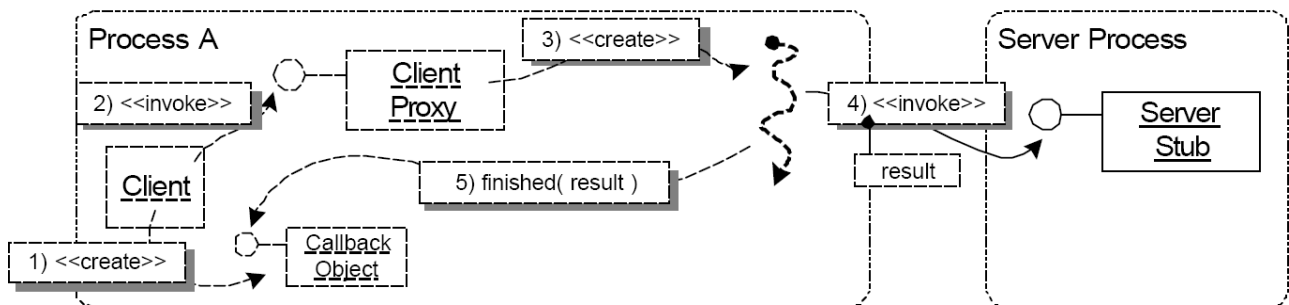 Process A
3) <<create>>
Server Process
Client
Proxy
2) <<invoke>>
4) <<invoke>>
Server
Stub
Client
5) finished( result )
result
1) <<create>>
Callback
Object